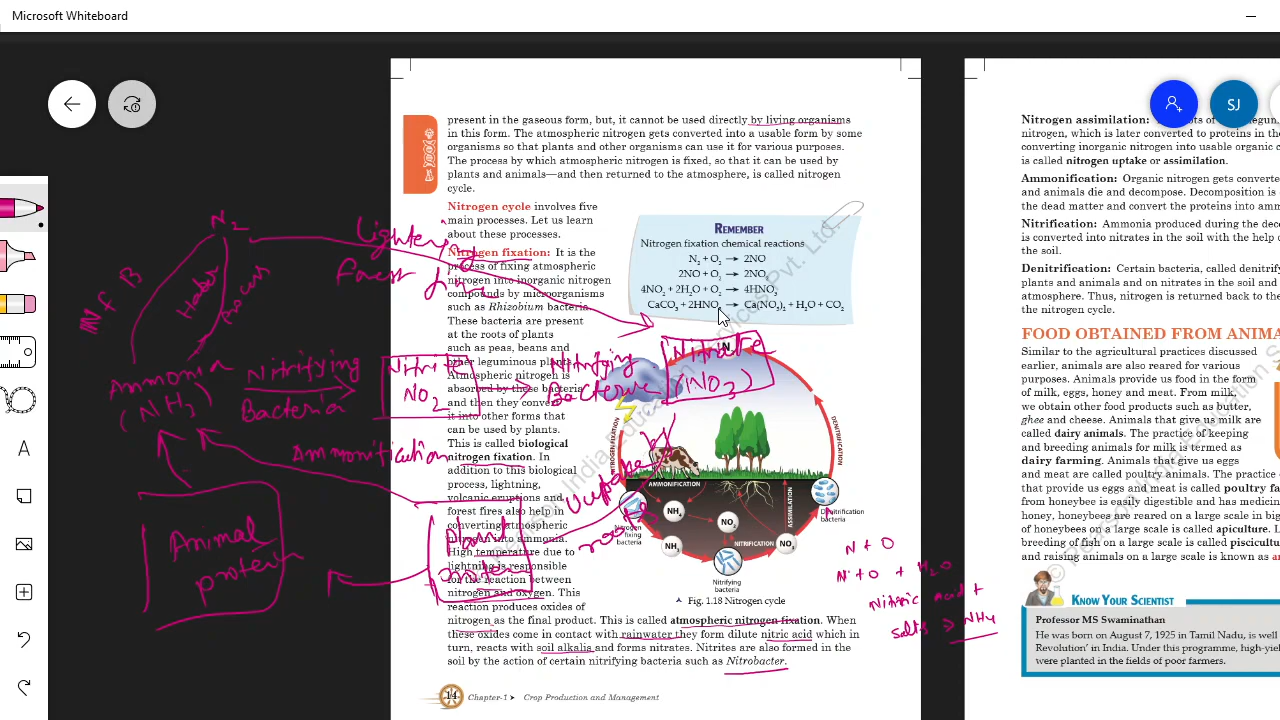 Microsoft Whiteboard
SJ
present in the gaseous form, but, it cannot be used directly by living organisms
in this form. The atmospheric nitrogen gets converted into a usable form by some
organisms so that plants and other organisms can use it for various purposes.
The process by which atmospheric nitrogen is fixed, so that it can be used by
plants and animals—and then returned to the atmosphere, is called nitrogen
cycle.
Nitrogen cycle involves five
main processes. Let us learn
about these processes.
Nitrogen fixation: It is the
process of fixing atmospheric
nitrogen into inorganic nitrogen
compounds by microorganisms
such as Rhizobium bacteria.
These bacteria are present
at the roots of plants
such as peas, beans and
other leguminous plants.
Atmospheric nitrogen is
absorbed by these bacteria
and then they convert
it into other forms that
can be used by plants.
This is called biological
nitrogen fixation. In
addition to this biological
process, lightning,
volcanic eruptions and
forest fires also help in
converting atmospheric
nitrogen into ammonia.
High temperature due to
lightning is responsible
for the reaction between
nitrogen and oxygen. This
reaction produces oxides of
nitrogen as the final product. This is called atmospheric nitrogen fixation. When
these oxides come in contact with rainwater they form dilute nitric acid which in
turn, reacts with soil alkalia and forms nitrates. Nitrites are also formed in the
soil by the action of certain nitrifying bacteria such as Nitrobacter.
REMEMBER
Nitrogen fixation chemical reactions
N2 + O2 → 2NO
2NO + O2 → 2NO2
4NO2 + 2H2O + O2 → 4HNO3
CaCO3 + 2HNO3 → Ca(NO3)2 + H2O + CO2
NITROGEN FIXATION
DENITRIFICATION
AMMONIFICATION
ASSIMILATION
NITRIFICATION
NH3
NO2
NH3
NO3
Nitrogen
fixing
bacteria
Denitrification
bacteria
Nitrifying
bacteria
Fig. 1.18 Nitrogen cycle
14 Chapter-1 Crop Production and Management
N2
Haber
process
Ammonia
(NH3)
Nitrifying
Bacteria
Nitrite
NO2
Nitrifying
Nitrate
(NO3)
Ammonification
Animal
protein
Plant
N + O
N + O + H2O
Nitric acid +
salts > NH4
Nitrogen assimilation:
nitrogen, which is later converted to proteins in th
converting inorganic nitrogen into usable organic
is called nitrogen uptake or assimilation.
Ammonification: Organic nitrogen gets converte
and animals die and decompose. Decomposition is
the dead matter and convert the proteins into amm
Nitrification: Ammonia produced during the deco
is converted into nitrates in the soil with the help o
the soil.
Denitrification: Certain bacteria, called denitrify
plants and animals and on nitrates in the soil and
atmosphere. Thus, nitrogen is returned back to the
the nitrogen cycle.
FOOD OBTAINED FROM ANIMA
Similar to the agricultural practices discussed
earlier, animals are also reared for various
purposes. Animals provide us food in the form
of milk, eggs, honey and meat. From milk
we obtain other food products such as butter,
ghee and cheese. Animals that give us milk are
called dairy animals. The practice of keeping
and breeding animals for milk is termed as
dairy farming. Animals that give us eggs
and meat are called poultry animals. The practice
that provide us eggs and meat is called poultry fa
from honeybee is easily digestible and has medicin
honey, honeybees are reared on a large scale in big
of honeybees on a large scale is called apiculture. P
breeding of fish on a large scale is called pisciculture
and raising animals on a large scale is known as an
KNOW YOUR SCIENTIST
Professor MS Swaminathan
He was born on August 7, 1925 in Tamil Nadu, is well
Revolution' in India. Under this programme, high-yiel
were planted in the fields of poor farmers.